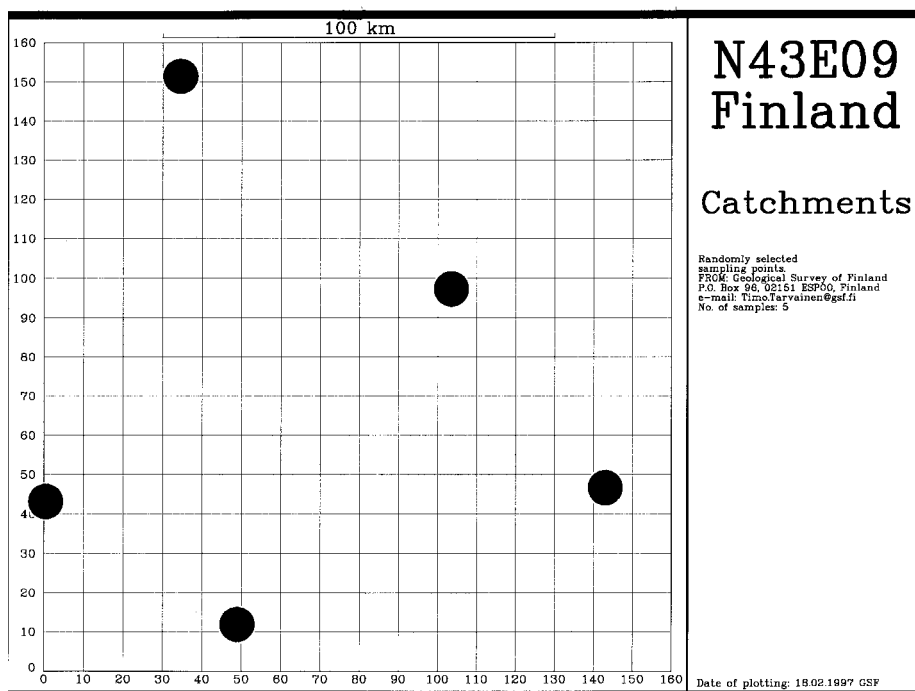 100 km
160
150
140
130
120
110
100
90
80
70
60
50
40
30
20
10
0
0 10 20 30 40 50 60 70 80 90 100 110 120 130 140 150 160
N43E09
Finland
Catchments
Randomly selected
sampling points.
FROM: Geological Survey of Finland
P.O. Box 96, 02151 ESPOO, Finland
e-mail: Timo.Tarvainen@gsf.fi
No. of samples: 5
Date of plotting: 18.02.1997 GSF